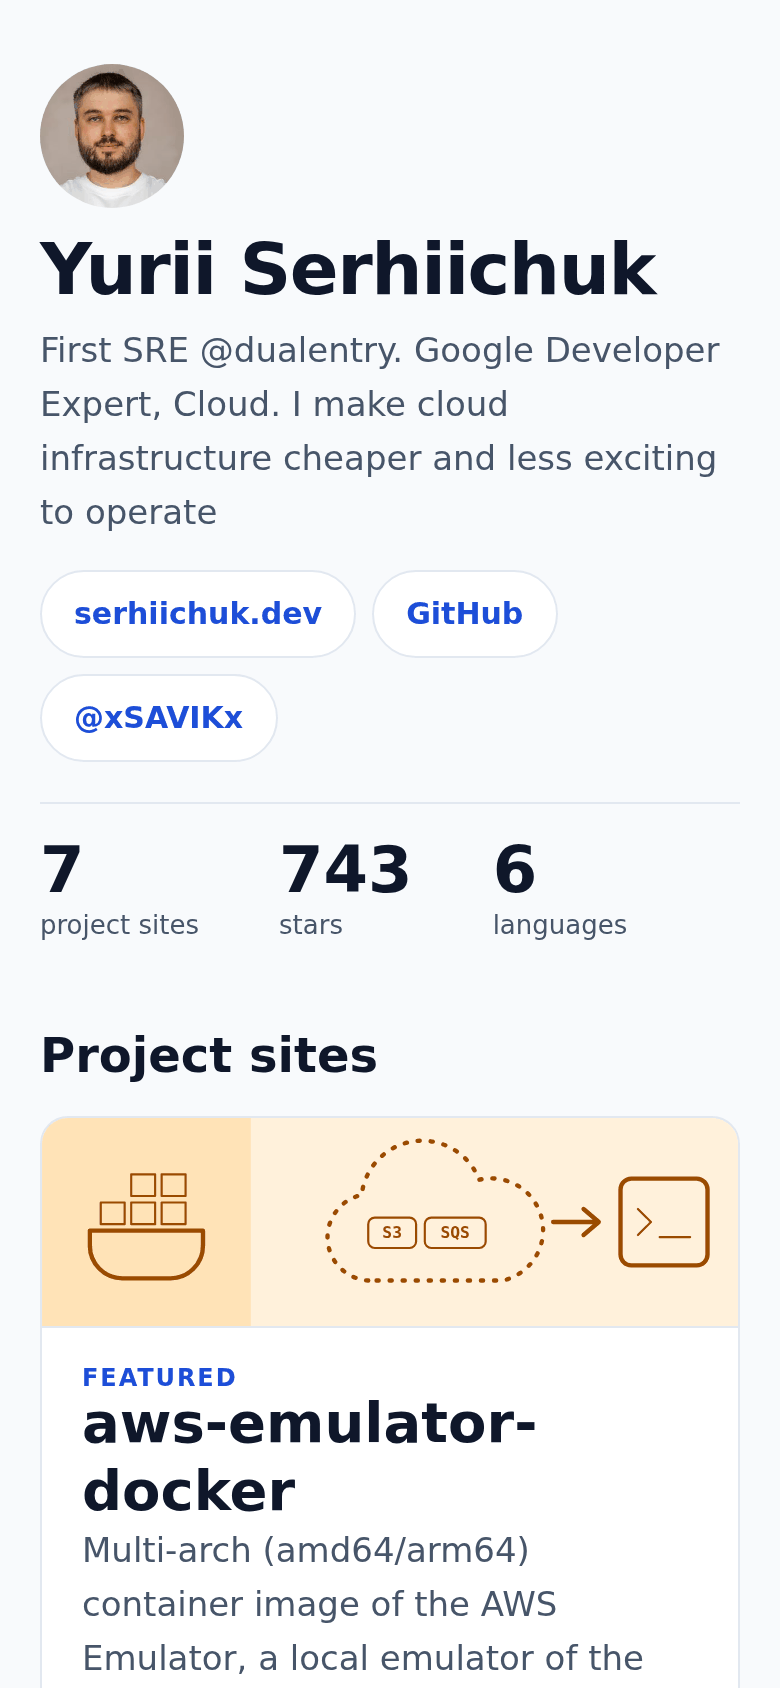 Yurii Serhiichuk
First SRE @dualentry. Google Developer
Expert, Cloud. I make cloud
infrastructure cheaper and less exciting
to operate
serhiichuk.dev
GitHub
@xSAVIKx
7
743
6
project sites
stars
languages
Project sites
S3
SQS
>_
FEATURED
aws-emulator-
docker
Multi-arch (amd64/arm64)
container image of the AWS
Emulator, a local emulator of the